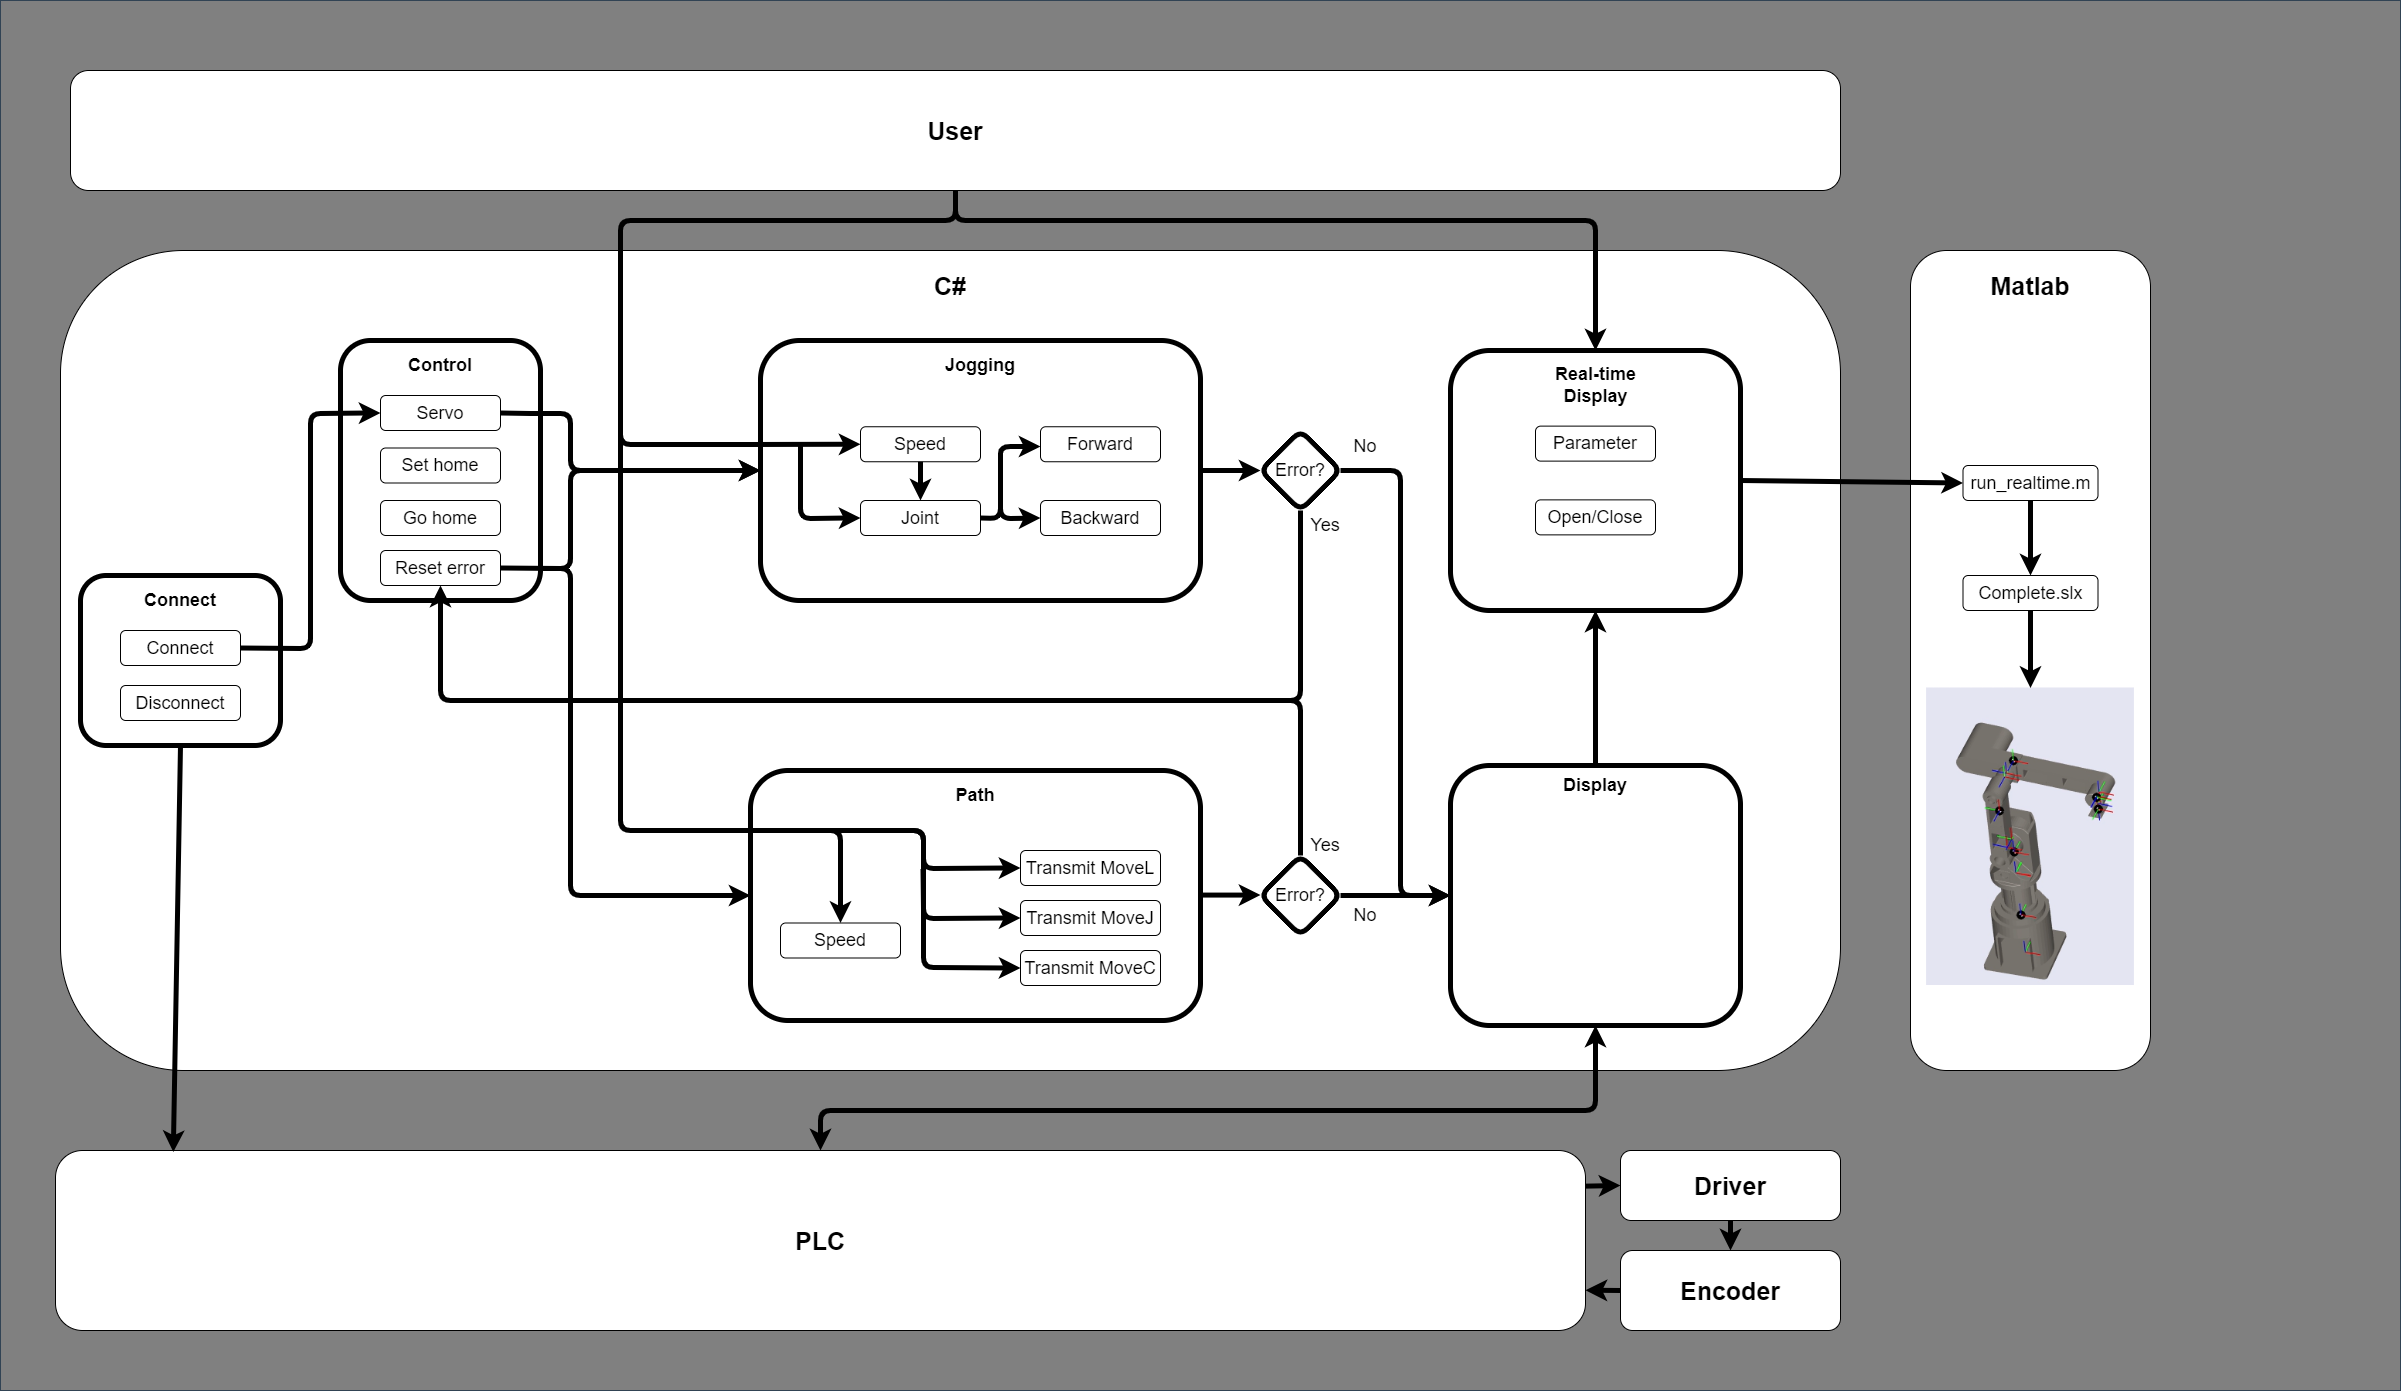 User
C#
Matlab
Control
Servo
Set home
Go home
Reset error
Connect
Connect
Disconnect
Jogging
Speed
Forward
Joint
Backward
Error?
No
Yes
Real-time
Display
Parameter
Open/Close
run_realtime.m
Complete.slx
Path
Transmit MoveL
Transmit MoveJ
Speed
Transmit MoveC
Yes
Error?
No
Display
PLC
Driver
Encoder